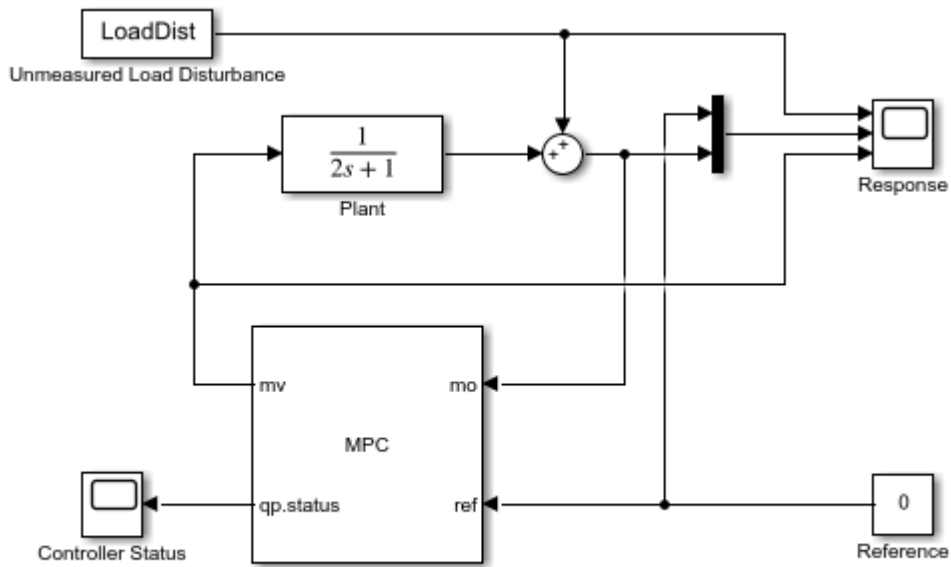 LoadDist
Unmeasured Load Disturbance
1
2s + 1
Plant
+ +
Response
mv
mo
MPC
qp.status
ref
Controller Status
0
Reference